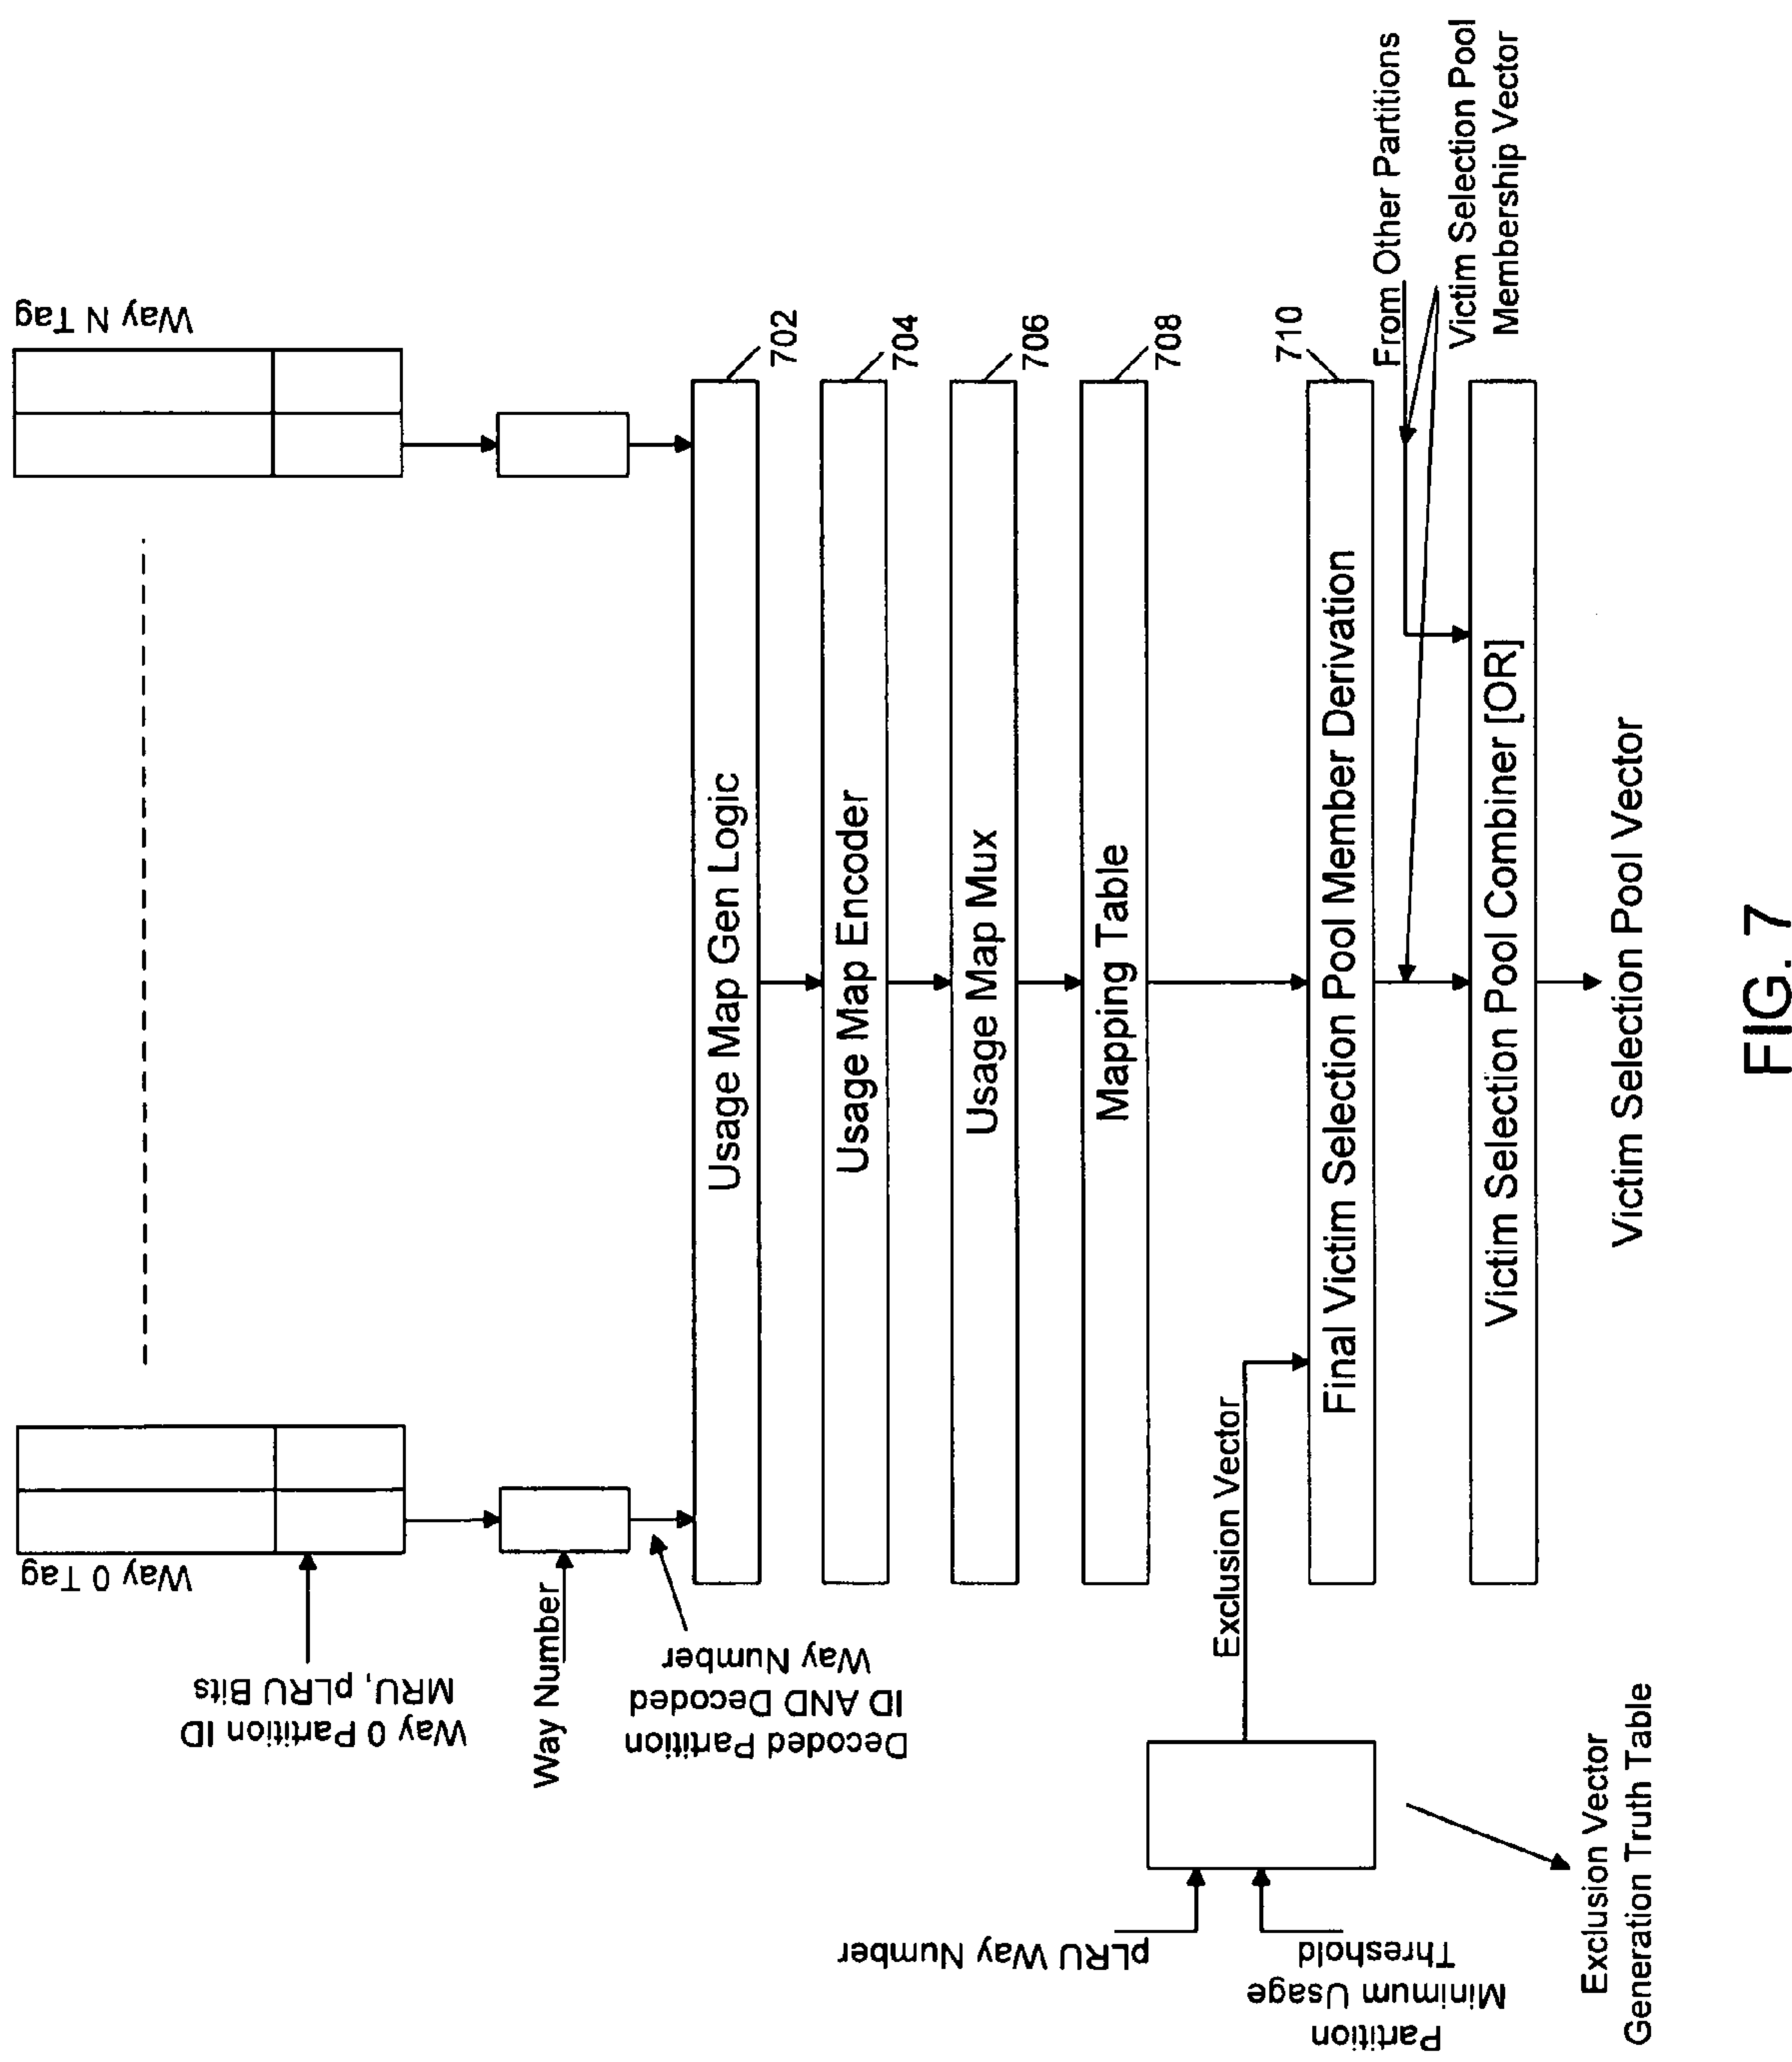 Way 0 Tag
Way N Tag
Way 0 Partition ID
MRU, pLRU Bits
Way Number
Decoded Partition
ID AND Decoded
Way Number
Usage Map Gen Logic
702
Usage Map Encoder
704
Usage Map Mux
706
Mapping Table
708
pLRU Way Number
Partition
Minimum Usage
Threshold
Exclusion Vector
Exclusion Vector
Generation Truth Table
Final Victim Selection Pool Member Derivation
710
From Other Partitions
Victim Selection Pool
Membership Vector
Victim Selection Pool Combiner [OR]
Victim Selection Pool Vector
FIG. 7